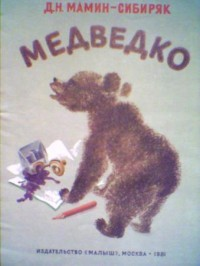 Д.Н. МАМИН-СИБИРЯК
МЕДВЕДКО
ИЗДАТЕЛЬСТВО «МАЛЫШ», МОСКВА • 1981